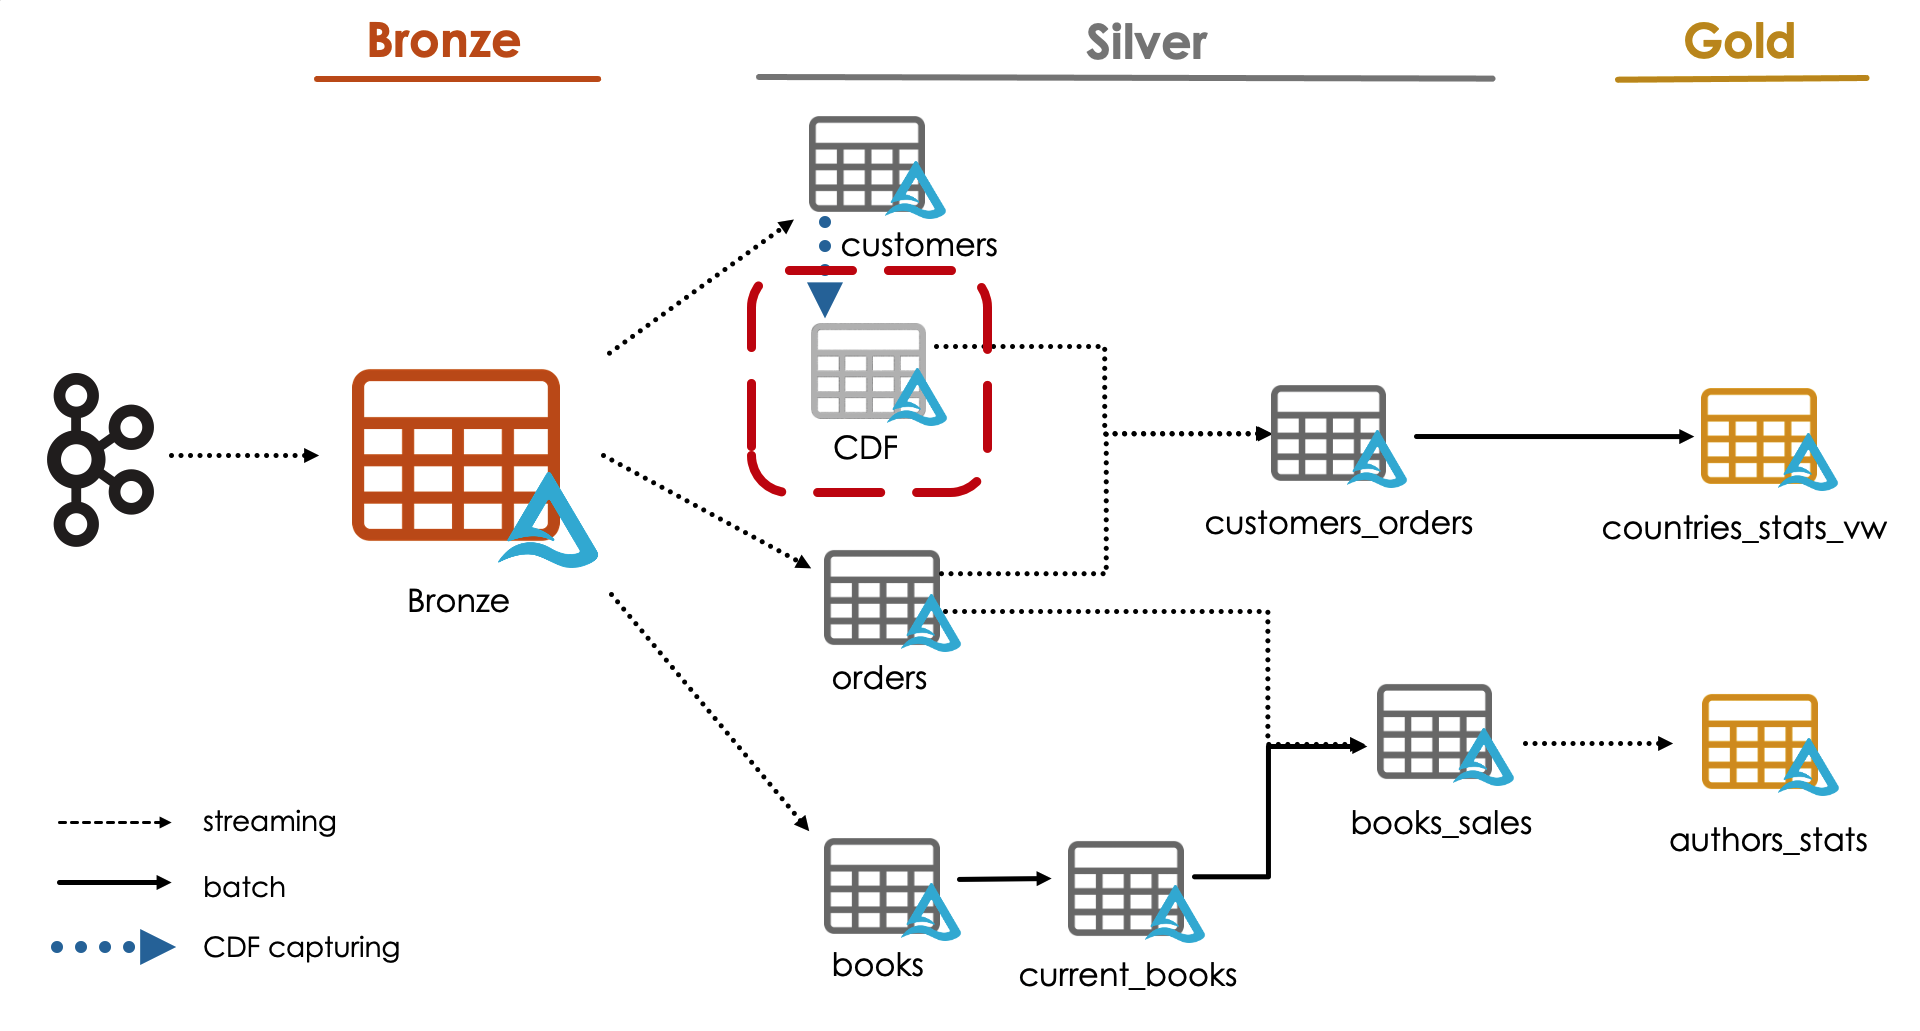 Bronze
Silver
Gold
customers
CDF
customers_orders
countries_stats_vw
Bronze
orders
books_sales
authors_stats
books
current_books
streaming
batch
CDF capturing